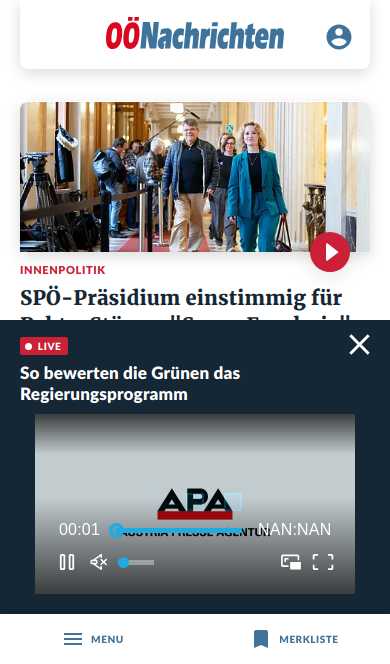 OÖNachrichten
INNENPOLITIK
SPÖ-Präsidium einstimmig für
LIVE
So bewerten die Grünen das
Regierungsprogramm
APA
AUSTRIA PRESSE AGENTUR
00:01
NAN:NAN
MENU
MERKLISTE